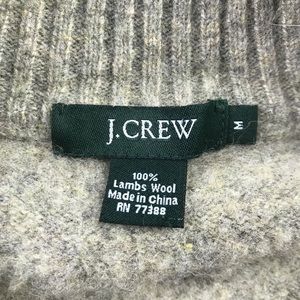 J.CREW
M
100%
Lambs Wool
Made in China
RN 77388